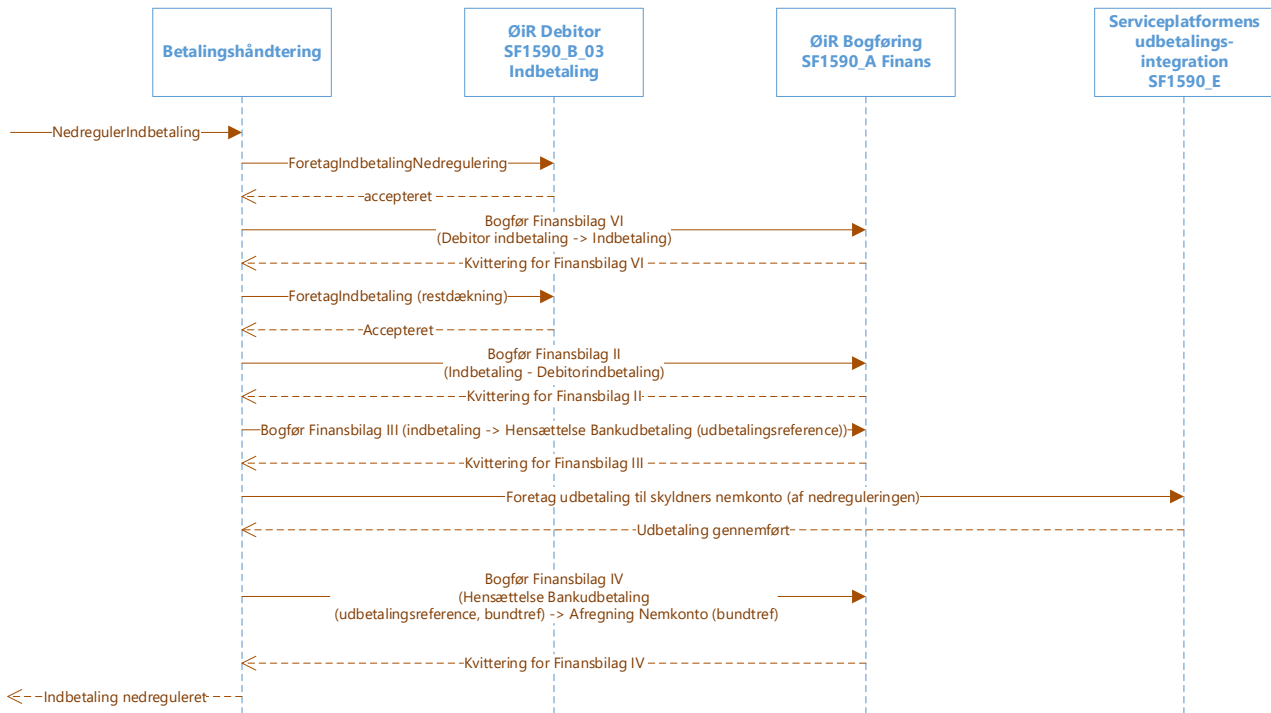 Betalingshåndtering
ØiR Debitor
SF1590_B_03
Indbetaling
ØiR Bogføring
SF1590_A Finans
Serviceplatformens
udbetalings-
integration
SF1590_E
NedregulerIndbetaling
ForetagIndbetalingNedregulering
accepteret
Bogfør Finansbilag VI
(Debitor indbetaling -> Indbetaling)
Kvittering for Finansbilag VI
ForetagIndbetaling (restdækning)
Accepteret
Bogfør Finansbilag II
(Indbetaling - Debitorindbetaling)
Kvittering for Finansbilag II
Bogfør Finansbilag III (indbetaling -> Hensættelse Bankudbetaling (udbetalingsreference))
Kvittering for Finansbilag III
Foretag udbetaling til skyldners nemkonto (af nedreguleringen)
Udbetaling gennemført
Bogfør Finansbilag IV
(Hensættelse Bankudbetaling
(udbetalingsreference, bundtref) -> Afregning Nemkonto (bundtref)
Kvittering for Finansbilag IV
Indbetaling nedreguleret